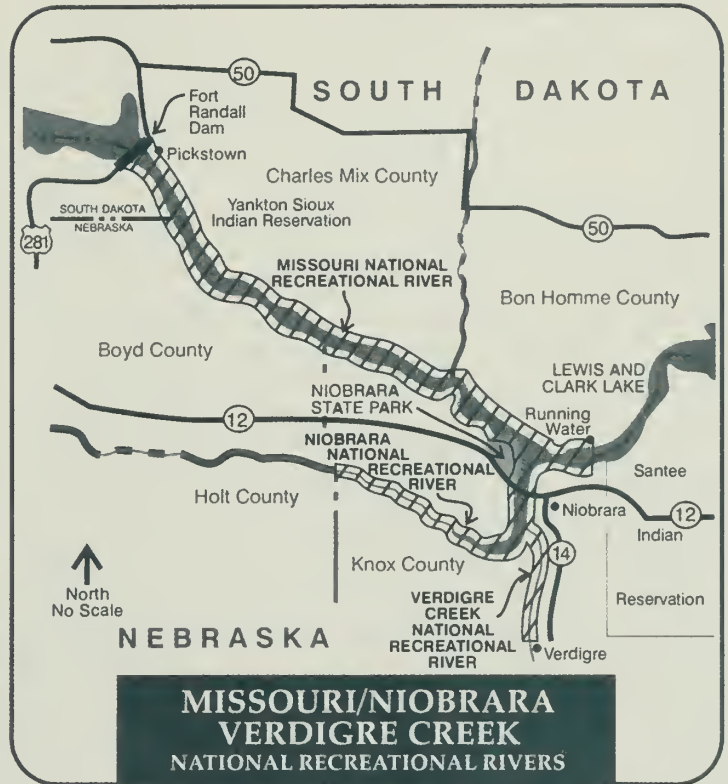 50
SOUTH DAKOTA
Fort
Randall
Dam
Pickstown
Charles Mix County
Yankton Sioux
Indian Reservation
SOUTH DAKOTA
NEBRASKA
281
50
MISSOURI NATIONAL
RECREATIONAL RIVER
Bon Homme County
Boyd County
LEWIS AND
CLARK LAKE
NIOBRARA
STATE PARK
Running
Water
12
NIOBRARA
NATIONAL
RECREATIONAL
RIVER
Santee
Holt County
Niobrara
12
Indian
14
Knox County
North
No Scale
Reservation
VERDIGRE
CREEK
NATIONAL
RECREATIONAL
RIVER
NEBRASKA
Verdigre
MISSOURI/NIOBRARA
VERDIGRE CREEK
NATIONAL RECREATIONAL RIVERS